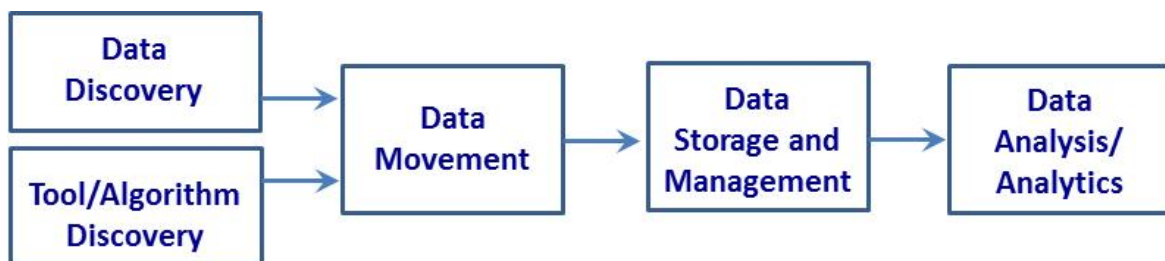 Data
Discovery
Tool/Algorithm
Discovery
Data
Movement
Data
Storage and
Management
Data
Analysis/
Analytics